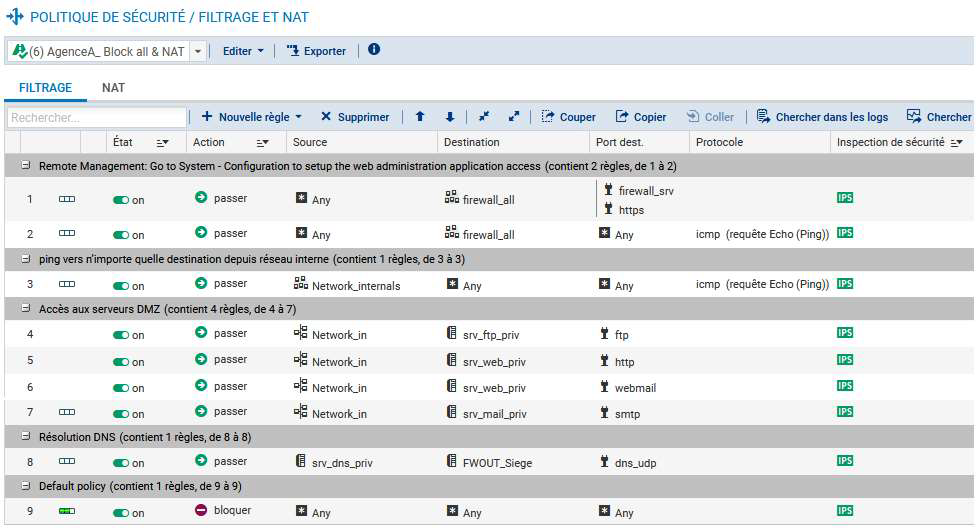 POLITIQUE DE SÉCURITÉ / FILTRAGE ET NAT
(6) AgenceA_ Block all & NAT Editer Exporter
FILTRAGE NAT
Rechercher... Nouvelle règle Supprimer Couper Copier Coller Chercher dans les logs Chercher
État Action Source Destination Port dest. Protocole Inspection de sécurité
Remote Management: Go to System - Configuration to setup the web administration application access (contient 2 règles, de 1 à 2)
1 on passer Any firewall_all firewall_srv IPS
https
2 on passer Any firewall_all Any icmp (requête Echo (Ping)) IPS
ping vers n'importe quelle destination depuis réseau interne (contient 1 règles, de 3 à 3)
3 on passer Network_internals Any Any icmp (requête Echo (Ping)) IPS
Accès aux serveurs DMZ (contient 4 règles, de 4 à 7)
4 on passer Network_in srv_ftp_priv ftp IPS
5 on passer Network_in srv_web_priv http IPS
6 on passer Network_in srv_web_priv webmail IPS
7 on passer Network_in srv_mail_priv smtp IPS
Résolution DNS (contient 1 règles, de 8 à 8)
8 on passer srv_dns_priv FWOUT_Siege dns_udp IPS
Default policy (contient 1 règles, de 9 à 9)
9 on bloquer Any Any Any IPS